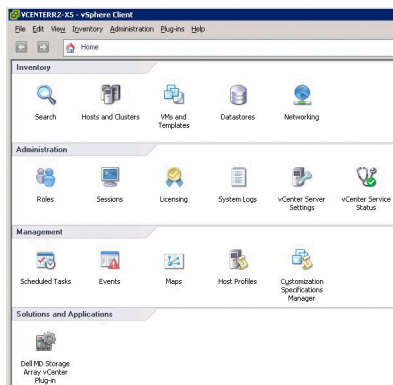 VCENTERR2-X5 - vSphere Client
File Edit View Inventory Administration Plug-ins Help
Home
Inventory
Search
Hosts and Clusters
VMs and
Templates
Datastores
Networking
Administration
Roles
Sessions
Licensing
System Logs
vCenter Server
Settings
vCenter Service
Status
Management
Scheduled Tasks
Events
Maps
Host Profiles
Customization
Specifications
Manager
Solutions and Applications
Dell MD Storage
Array vCenter
Plug-in